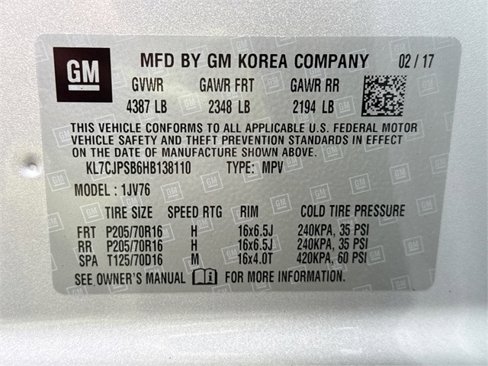 GM MFD BY GM KOREA COMPANY 02 / 17
GVWR GAWR FRT GAWR RR
4387 LB 2348 LB 2194 LB
THIS VEHICLE CONFORMS TO ALL APPLICABLE U.S. FEDERAL MOTOR
VEHICLE SAFETY AND THEFT PREVENTION STANDARDS IN EFFECT
ON THE DATE OF MANUFACTURE SHOWN ABOVE.
KL7CJPSB6HB138110 TYPE: MPV
MODEL : 1JV76
TIRE SIZE SPEED RTG RIM COLD TIRE PRESSURE
FRT P205/70R16 H 16x6.5J 240KPA, 35 PSI
RR P205/70R16 H 16x6.5J 240KPA, 35 PSI
SPA T125/70D16 M 16x4.0T 420KPA, 60 PSI
SEE OWNER'S MANUAL FOR MORE INFORMATION